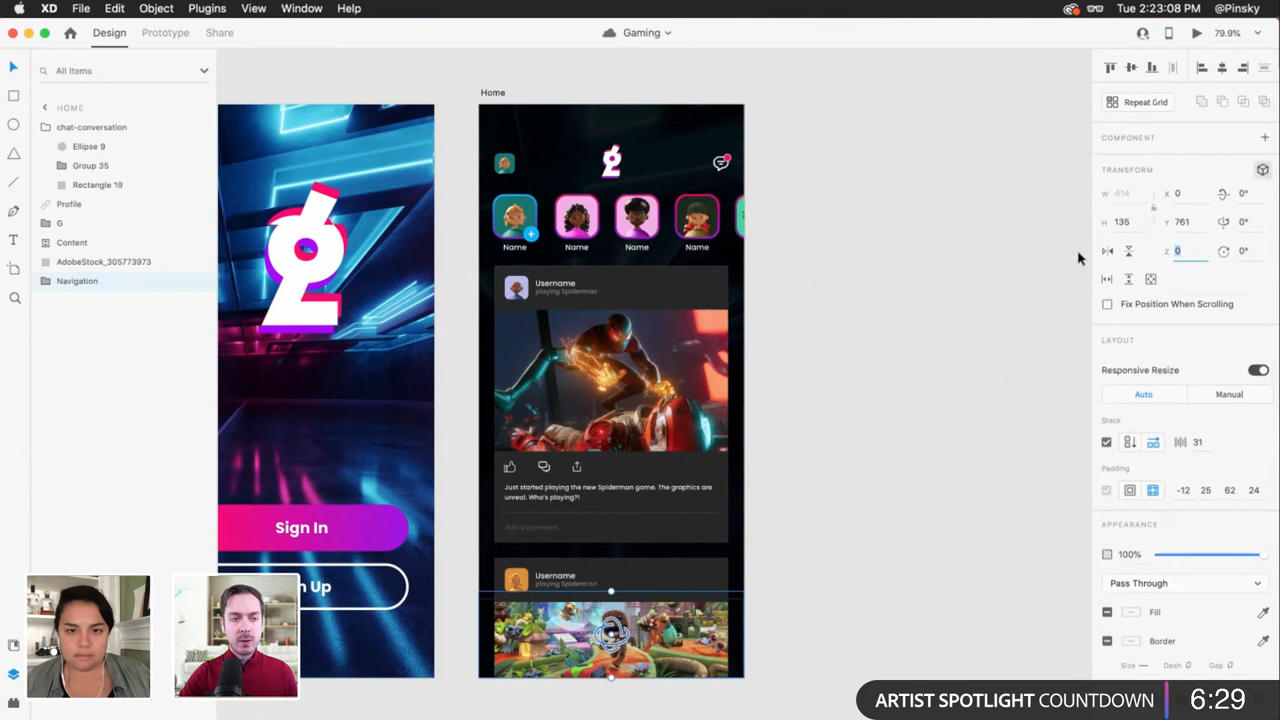 XD File Edit Object Plugins View Window Help
Tue 2:23:08 PM @Pinsky
Design Prototype Share
Gaming
79.9%
All Items
HOME
chat-conversation
Ellipse 9
Group 35
Rectangle 19
Profile
G
Content
AdobeStock_305773973
Navigation
Sign In
n Up
Home
Name Name Name Name
Username
playing Spiderman
Just started playing the new Spiderman game. The graphics are
unreal. Who's playing?!
Add a comment...
Username
playing Spiderman
Repeat Grid
COMPONENT
TRANSFORM
W 414 X 0 0°
H 135 Y 761 0°
Z 0 0°
Fix Position When Scrolling
LAYOUT
Responsive Resize
Auto Manual
Stack
31
Padding
-12 25 62 24
APPEARANCE
100%
Pass Through
Fill
Border
Size — Dash 0 Gap 0
ARTIST SPOTLIGHT COUNTDOWN 6:29